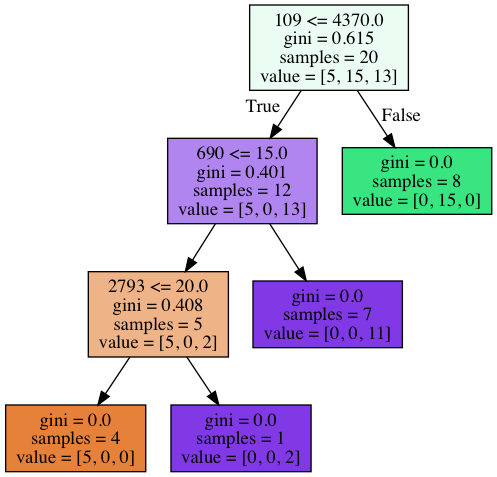 109 <= 4370.0
gini = 0.615
samples = 20
value = [5, 15, 13]
True
False
690 <= 15.0
gini = 0.401
samples = 12
value = [5, 0, 13]
gini = 0.0
samples = 8
value = [0, 15, 0]
2793 <= 20.0
gini = 0.408
samples = 5
value = [5, 0, 2]
gini = 0.0
samples = 7
value = [0, 0, 11]
gini = 0.0
samples = 4
value = [5, 0, 0]
gini = 0.0
samples = 1
value = [0, 0, 2]